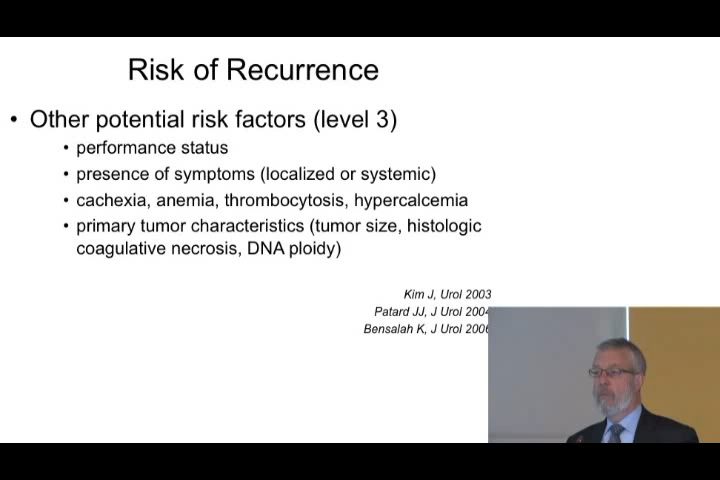 Risk of Recurrence
• Other potential risk factors (level 3)
• performance status
• presence of symptoms (localized or systemic)
• cachexia, anemia, thrombocytosis, hypercalcemia
• primary tumor characteristics (tumor size, histologic
coagulative necrosis, DNA ploidy)
Kim J, Urol 2003
Patard JJ, J Urol 2004
Bensalah K, J Urol 2006